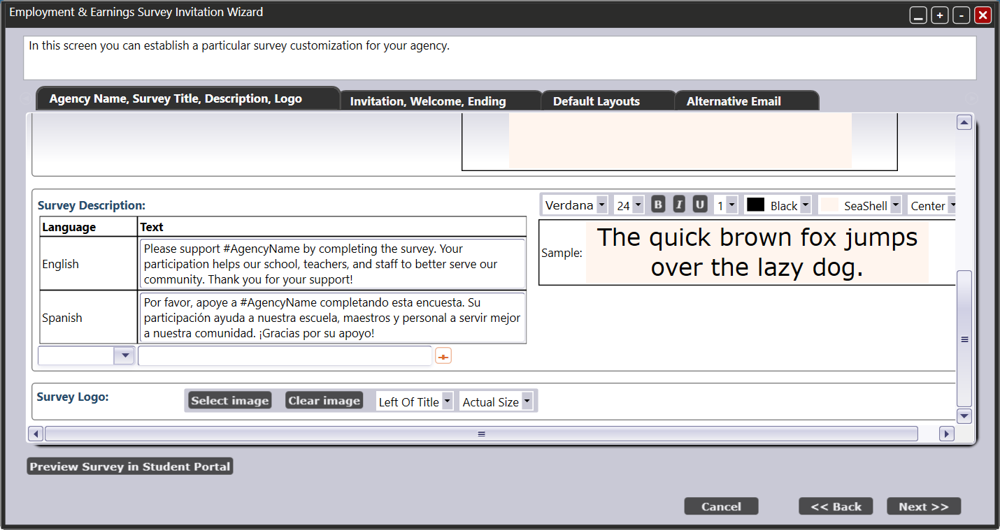 Employment & Earnings Survey Invitation Wizard
In this screen you can establish a particular survey customization for your agency.
Agency Name, Survey Title, Description, Logo
Invitation, Welcome, Ending
Default Layouts
Alternative Email
Survey Description:
Verdana
24
B
I
U
1
Black
SeaShell
Center
Language
Text
English
Please support #AgencyName by completing the survey. Your
participation helps our school, teachers, and staff to better serve our
community. Thank you for your support!
Sample:
The quick brown fox jumps
over the lazy dog.
Spanish
Por favor, apoye a #AgencyName completando esta encuesta. Su
participación ayuda a nuestra escuela, maestros y personal a servir mejor
a nuestra comunidad. ¡Gracias por su apoyo!
Survey Logo:
Select image
Clear image
Left Of Title
Actual Size
Preview Survey in Student Portal
Cancel
<< Back
Next >>